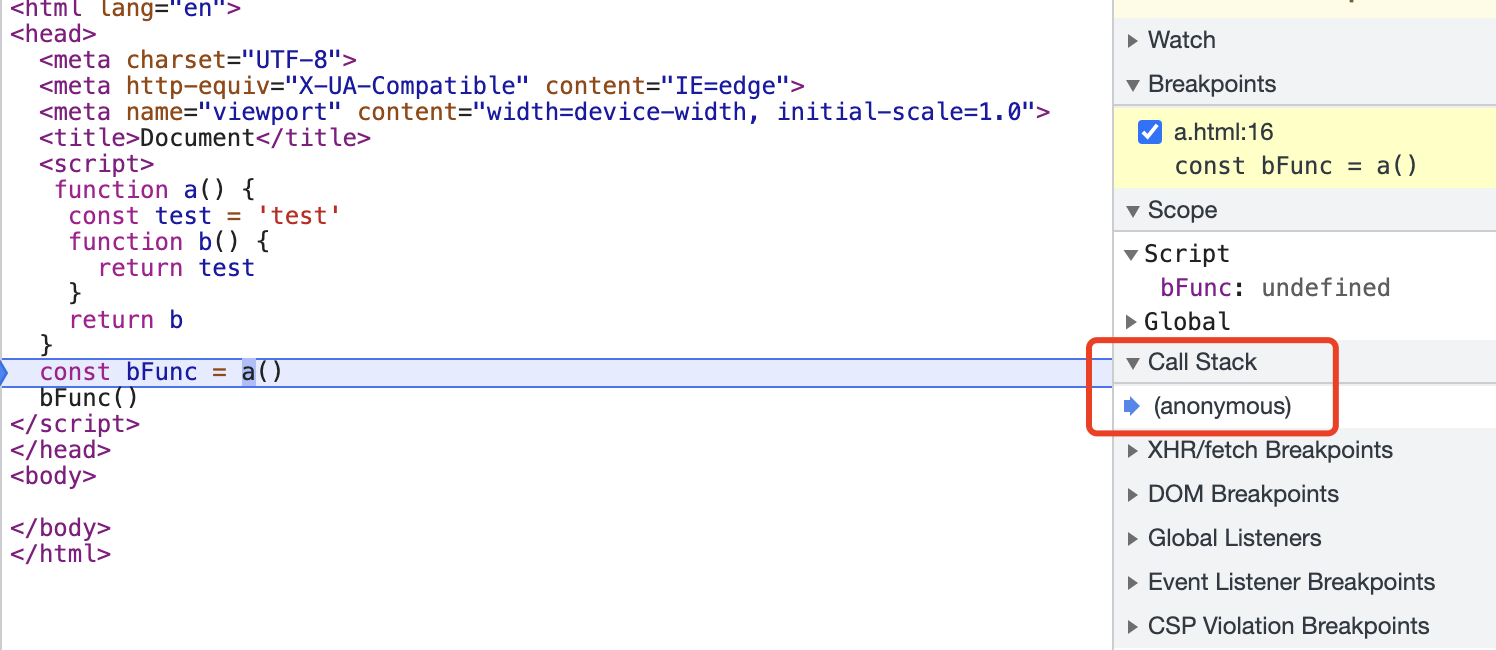 <html lang="en">
<head>
<meta charset="UTF-8">
<meta http-equiv="X-UA-Compatible" content="IE=edge">
<meta name="viewport" content="width=device-width, initial-scale=1.0">
<title>Document</title>
<script>
function a() {
const test = 'test'
function b() {
return test
}
return b
}
const bFunc = a()
bFunc()
</script>
</head>
<body>
</body>
</html>
Watch
Breakpoints
a.html:16
const bFunc = a()
Scope
Script
bFunc: undefined
Global
Call Stack
(anonymous)
XHR/fetch Breakpoints
DOM Breakpoints
Global Listeners
Event Listener Breakpoints
CSP Violation Breakpoints